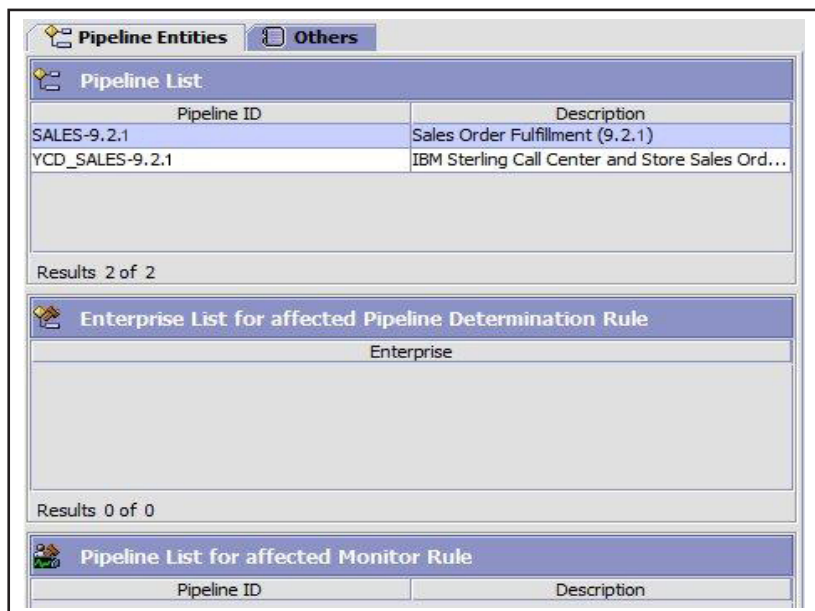 Pipeline Entities Others
Pipeline List
Pipeline ID Description
SALES-9.2.1 Sales Order Fulfillment (9.2.1)
YCD_SALES-9.2.1 IBM Sterling Call Center and Store Sales Ord...
Results 2 of 2
Enterprise List for affected Pipeline Determination Rule
Enterprise
Results 0 of 0
Pipeline List for affected Monitor Rule
Pipeline ID Description